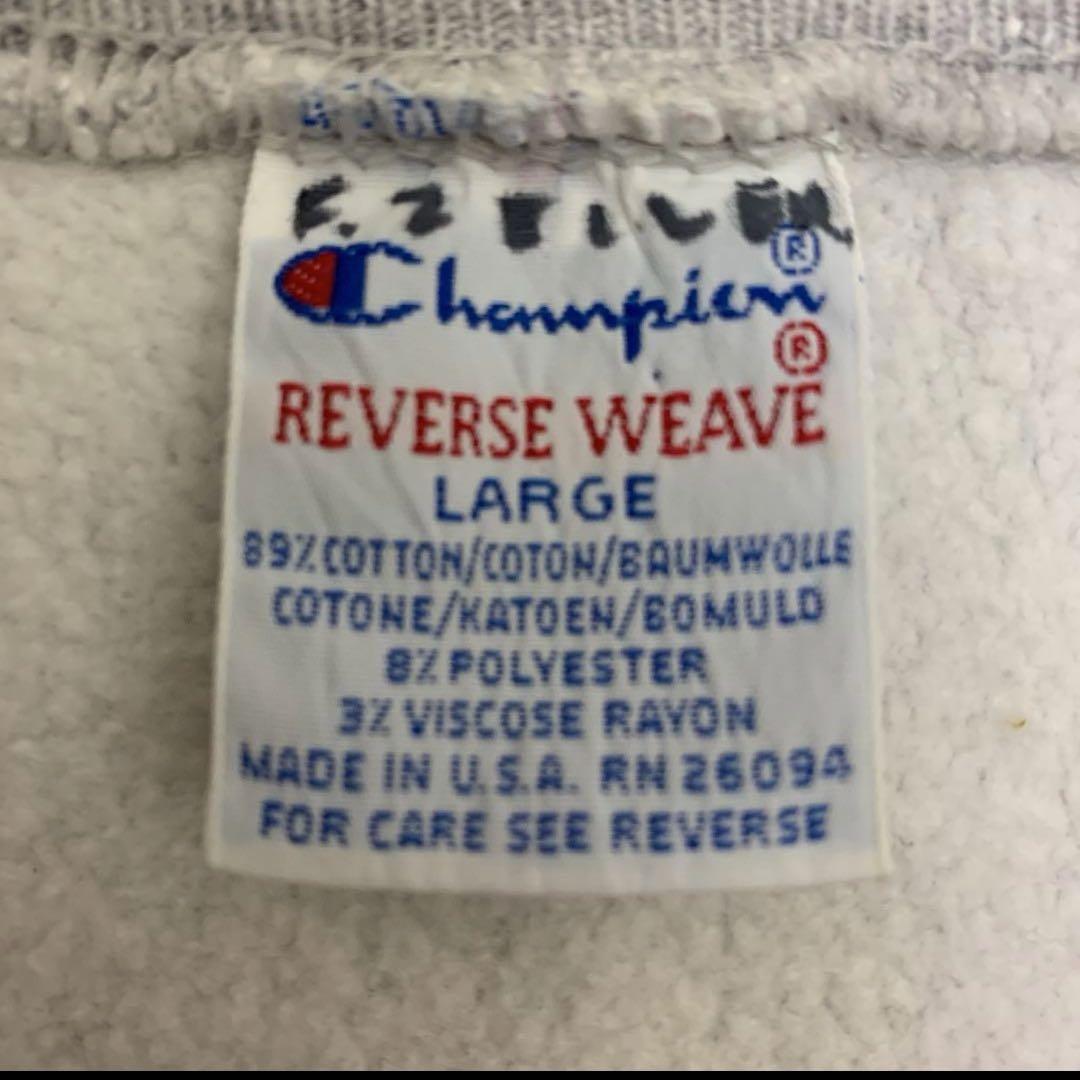 Champion®
®
REVERSE WEAVE
LARGE
89% COTTON/COTON/BAUMWOLLE
COTONE/KATOEN/BOMULD
8% POLYESTER
3% VISCOSE RAYON
MADE IN U.S.A. RN 26094
FOR CARE SEE REVERSE